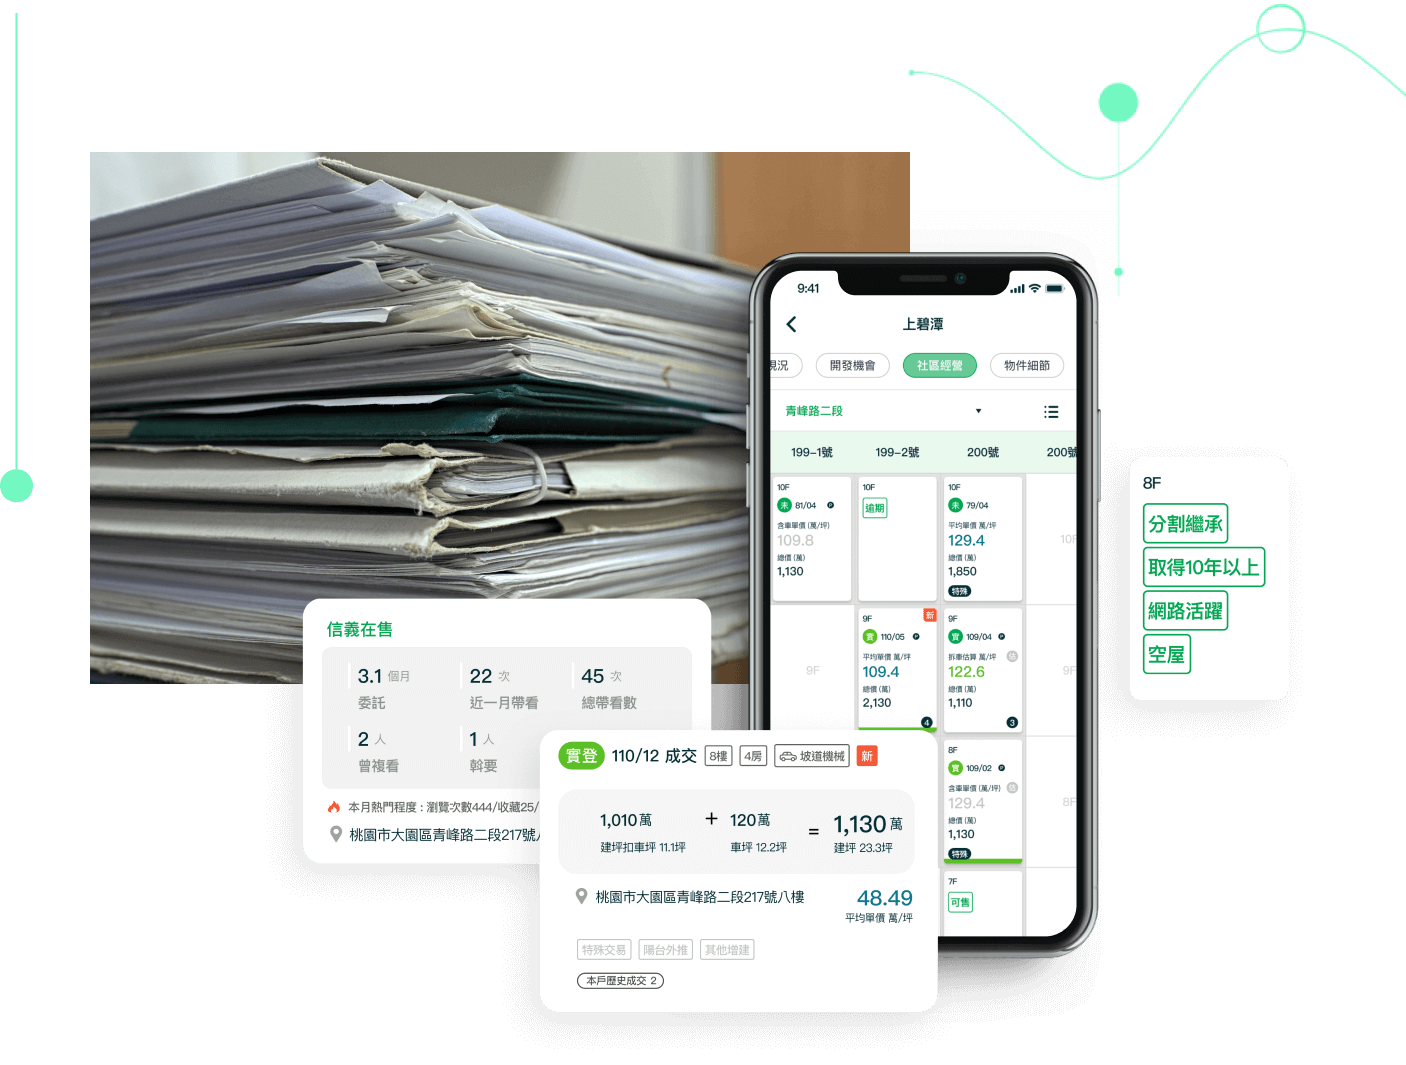 9:41
上碧潭
現況
開發機會
社區經營
物件細節
青峰路二段
199-1號
199-2號
200號
200號
10F
未 81/04 P
含車單價 (萬/坪)
109.8
總價 (萬)
1,130
10F
追期
10F
未 79/04
平均單價 萬/坪
129.4
總價 (萬)
1,850
特殊
10F
9F
9F
新
實 110/05 P
平均單價 萬/坪
109.4
總價 (萬)
2,130
4
9F
實 109/04 P
拆車估算 萬/坪
122.6
總價 (萬)
1,110
3
9F
8F
實 109/02 P
含車單價 (萬/坪)
129.4
總價 (萬)
1,130
特殊
8F
7F
可售
8F
分割繼承
取得10年以上
網路活躍
空屋
信義在售
3.1 個月
委託
22 次
近一月帶看
45 次
總帶看數
2 人
曾複看
1 人
斡要
本月熱門程度 : 瀏覽次數444/收藏25/
桃園市大園區青峰路二段217號八
實登 110/12 成交 8樓 4房 坡道機械 新
1,010萬 + 120萬 = 1,130 萬
建坪扣車坪 11.1坪 車坪 12.2坪 建坪 23.3坪
桃園市大園區青峰路二段217號八樓
48.49
平均單價 萬/坪
特殊交易 陽台外推 其他增建
本戶歷史成交 2